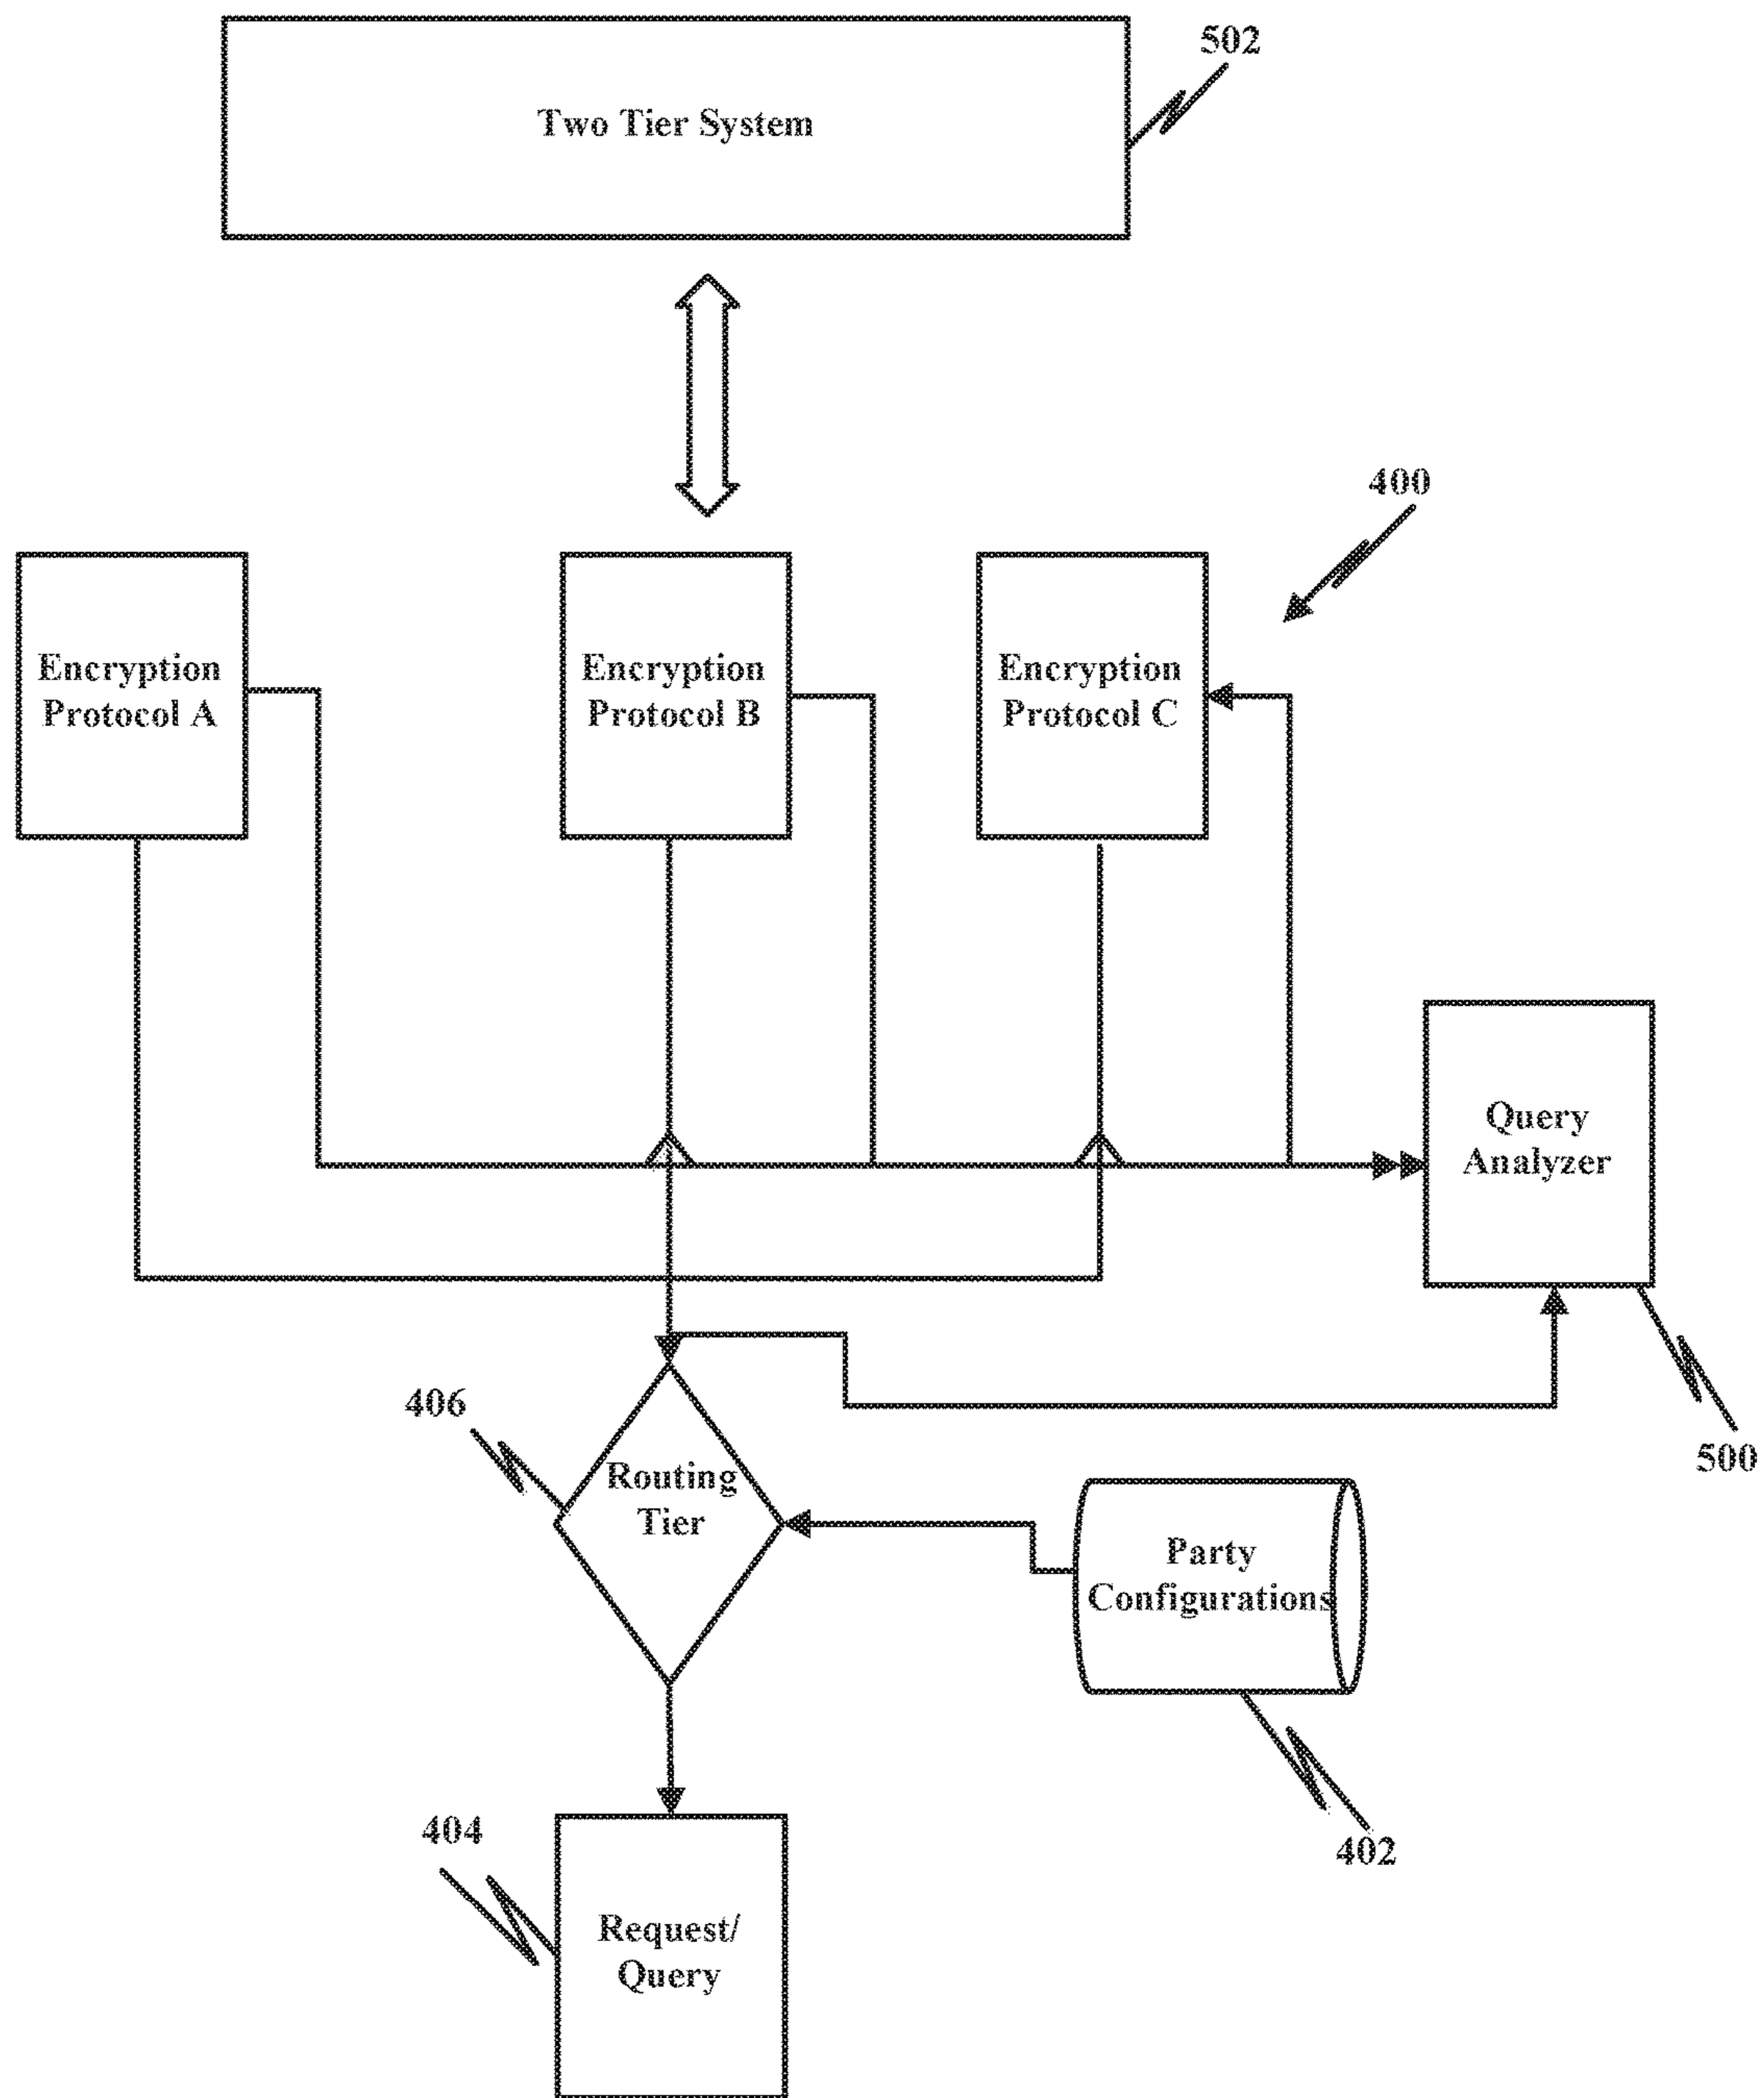 502
Two Tier System
400
Encryption
Protocol A
Encryption
Protocol B
Encryption
Protocol C
Query
Analyzer
406
500
Routing
Tier
Party
Configurations
404
402
Request/
Query